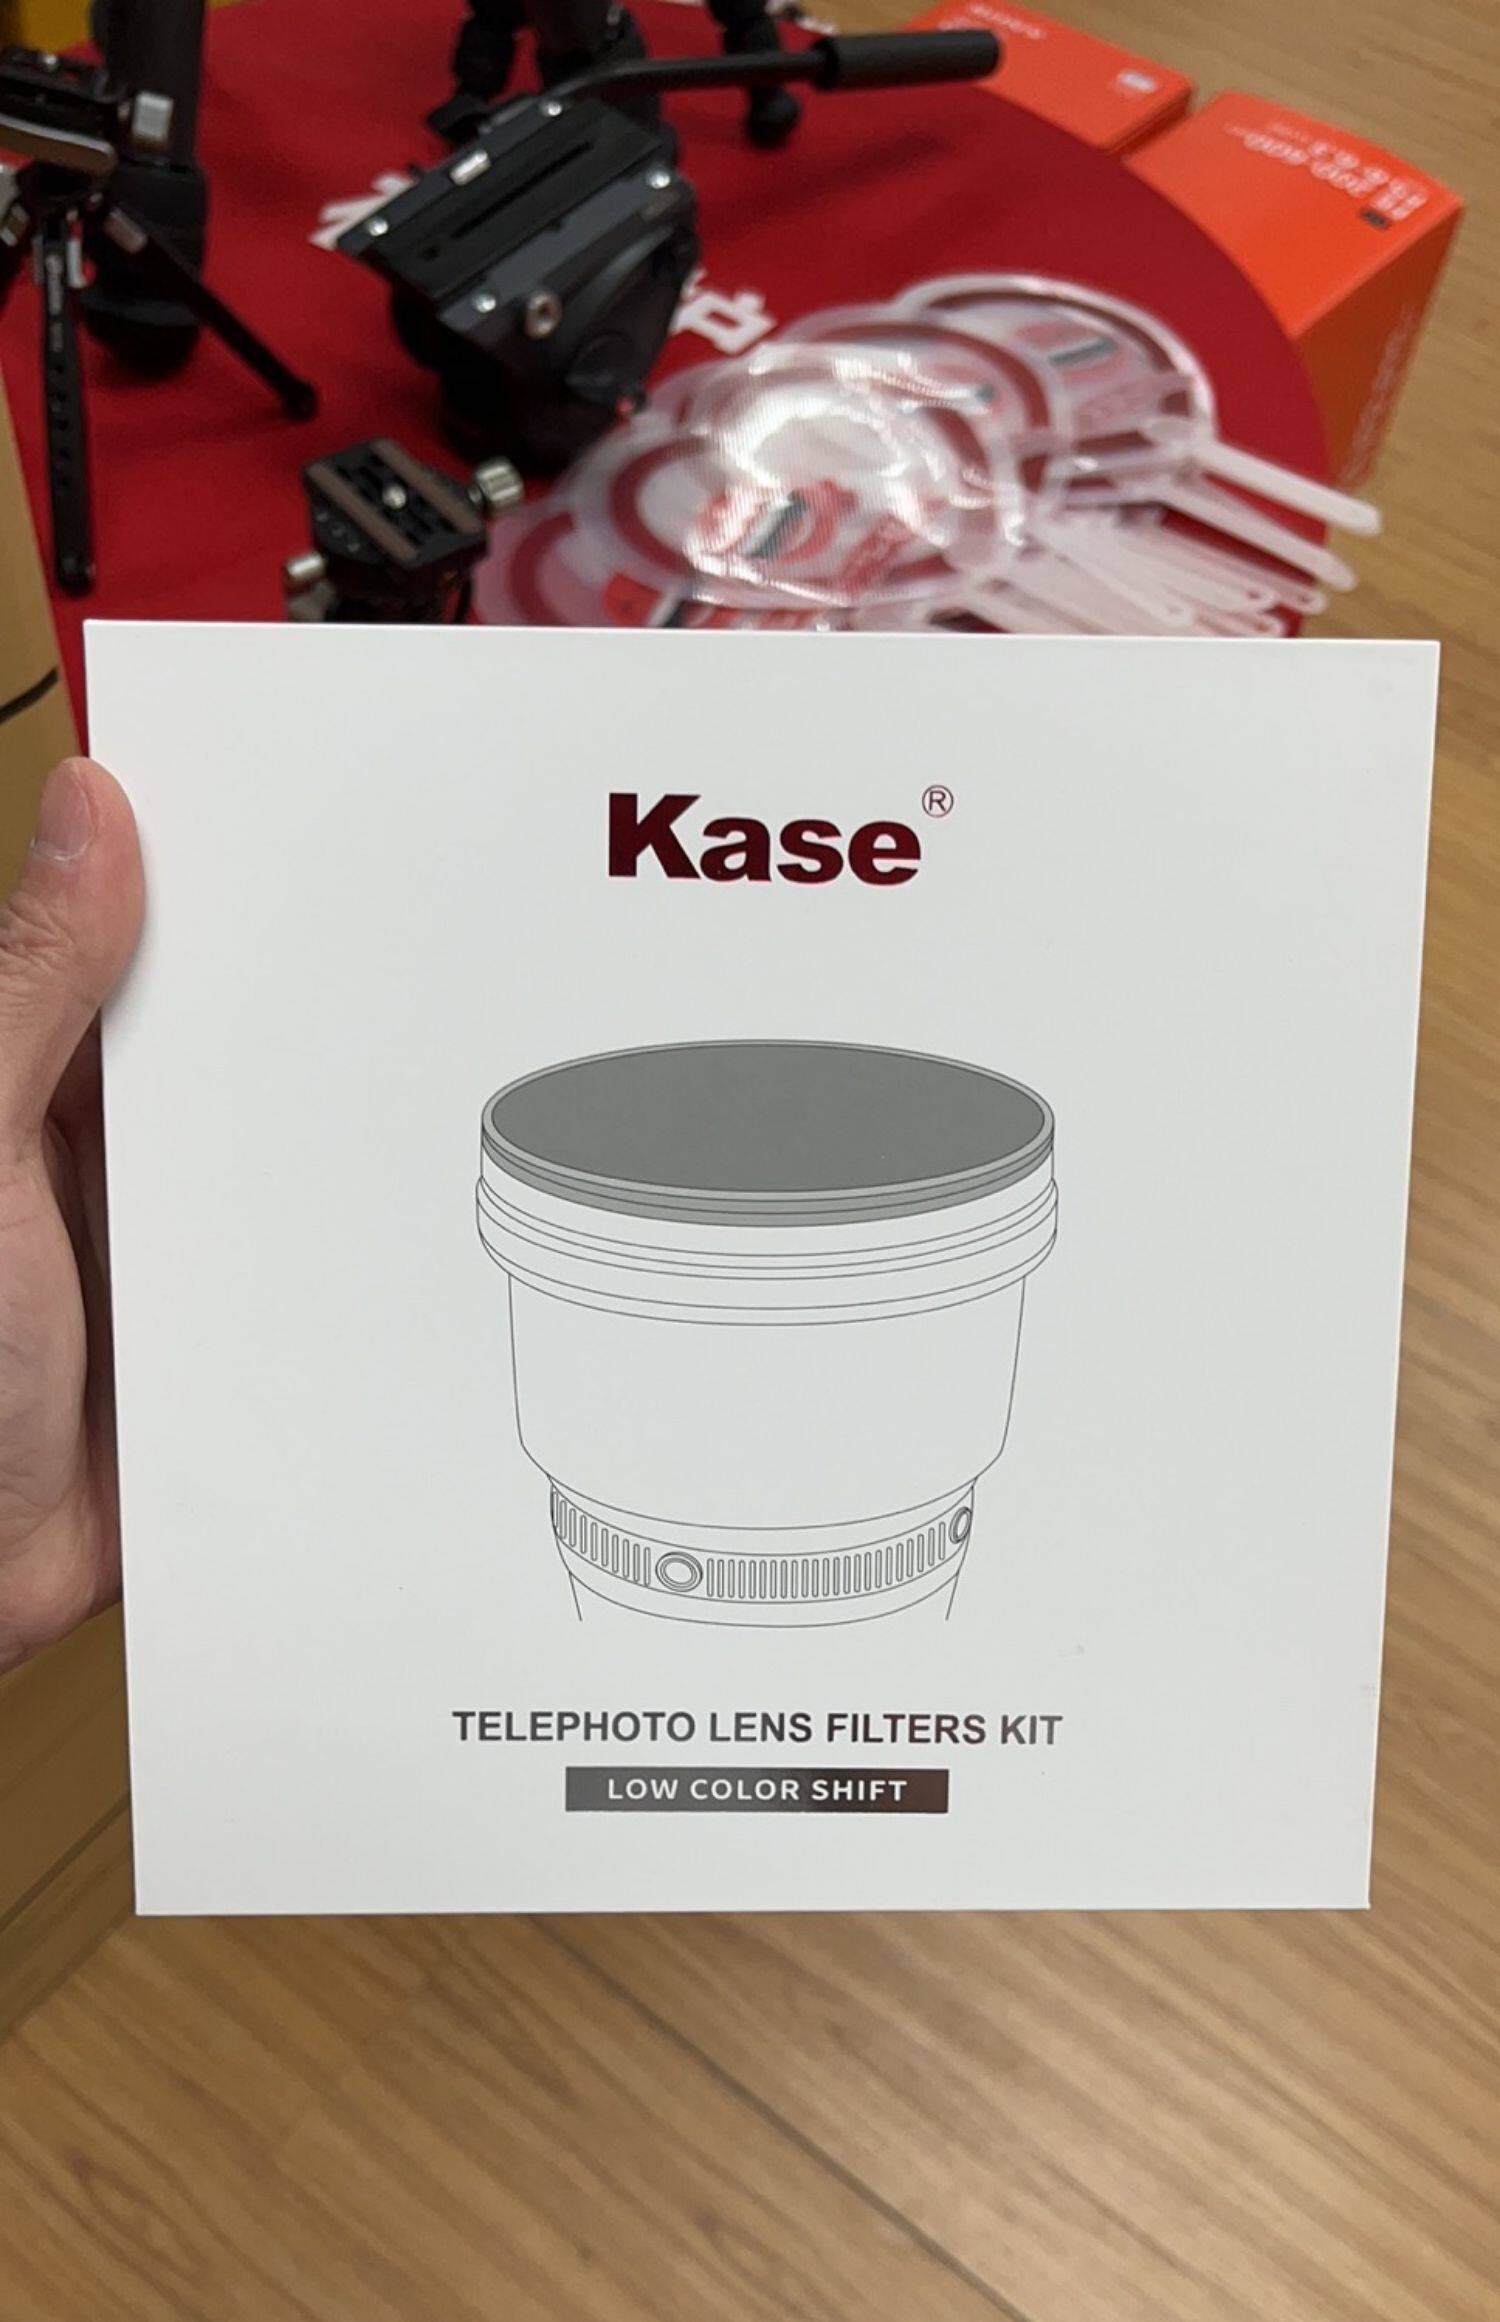 Kase®
TELEPHOTO LENS FILTERS KIT
LOW COLOR SHIFT